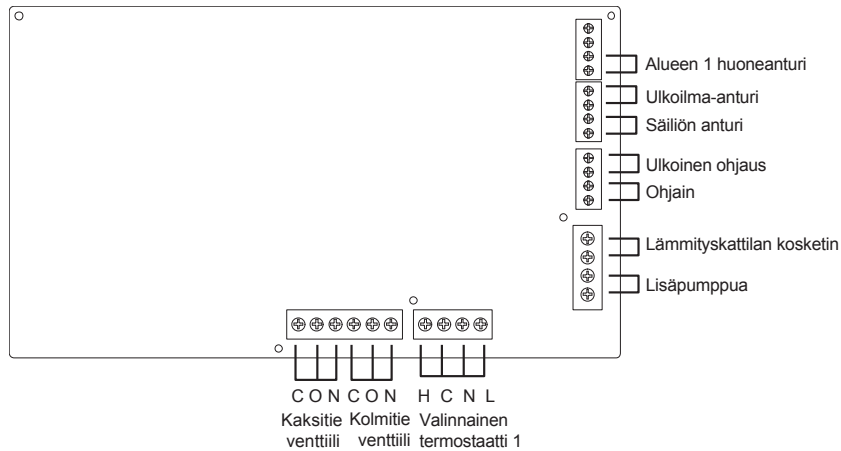 Alueen 1 huoneanturi
Ulkoilma-anturi
Säiliön anturi
Ulkoinen ohjaus
Ohjain
Lämmityskattilan kosketin
Lisäpumppua
C O N C O N H C N L
Kaksitie Kolmitie Valinnainen
venttiili venttiili termostaatti 1